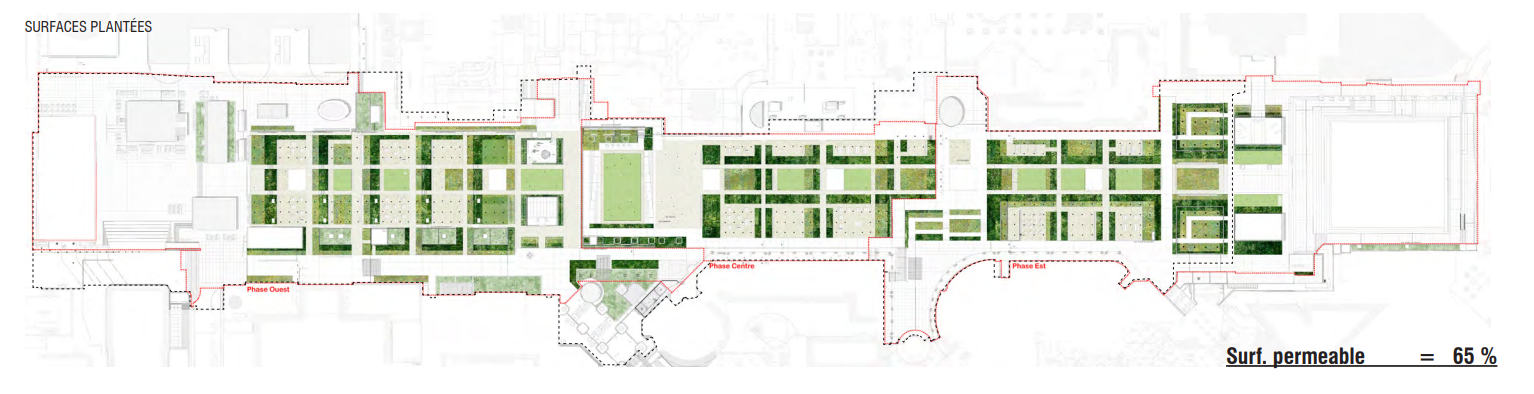 SURFACES PLANTÉES
Phase Centre
Phase Est
Phase Ouest
Surf. permeable = 65 %